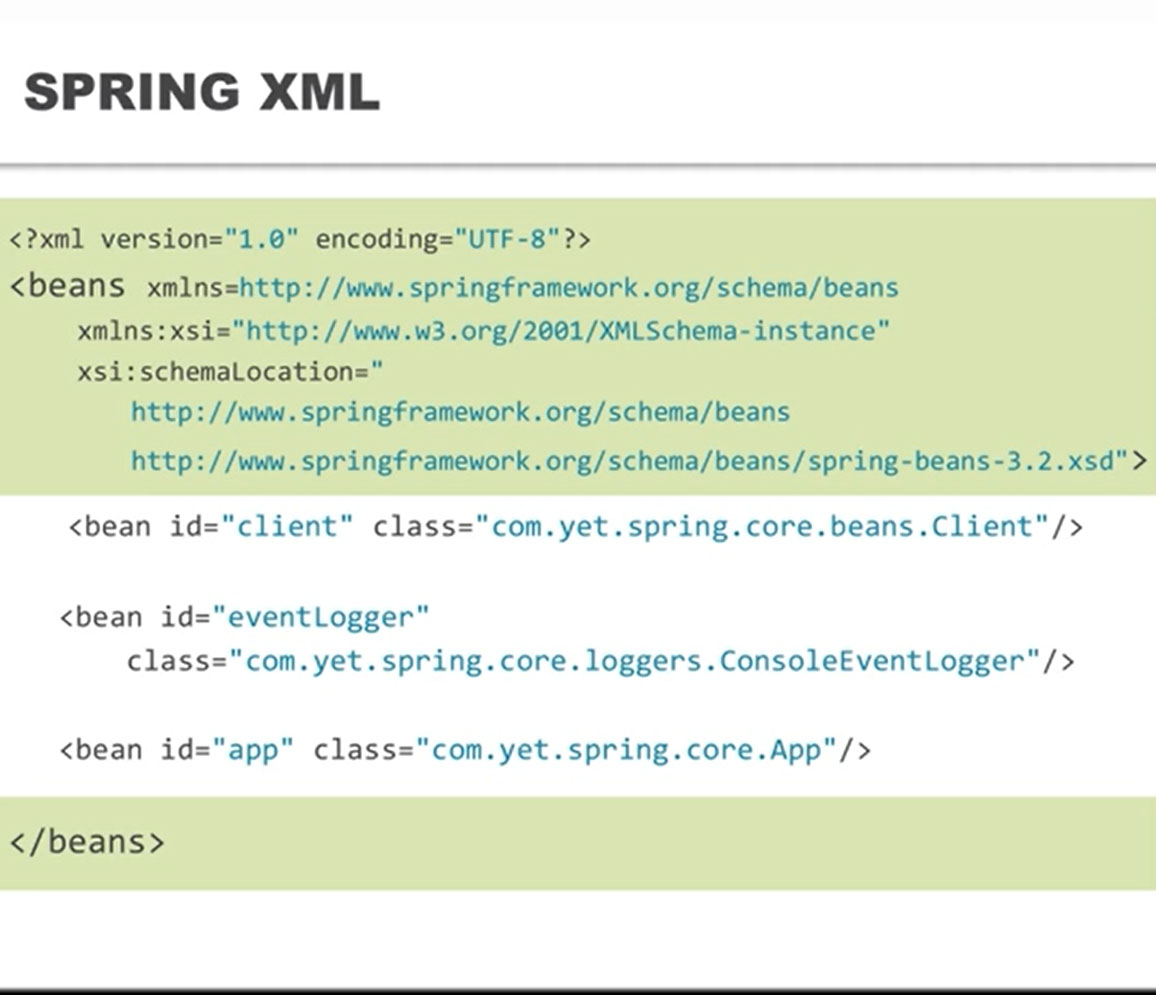 SPRING XML
<?xml version="1.0" encoding="UTF-8"?>
<beans xmlns=http://www.springframework.org/schema/beans
xmlns:xsi="http://www.w3.org/2001/XMLSchema-instance"
xsi:schemaLocation="
http://www.springframework.org/schema/beans
http://www.springframework.org/schema/beans/spring-beans-3.2.xsd">
<bean id="client" class="com.yet.spring.core.beans.Client"/>
<bean id="eventLogger"
class="com.yet.spring.core.loggers.ConsoleEventLogger"/>
<bean id="app" class="com.yet.spring.core.App"/>
</beans>